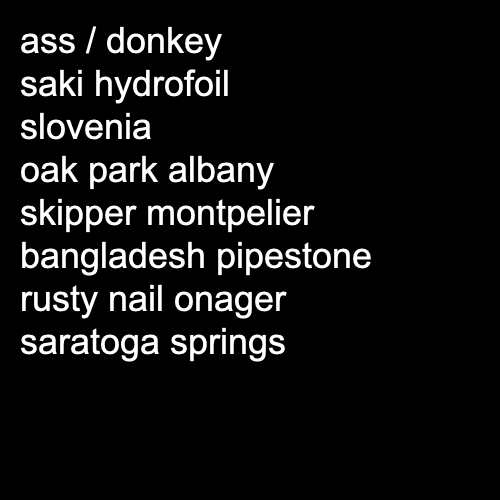 ass / donkey
saki hydrofoil
slovenia
oak park albany
skipper montpelier
bangladesh pipestone
rusty nail onager
saratoga springs